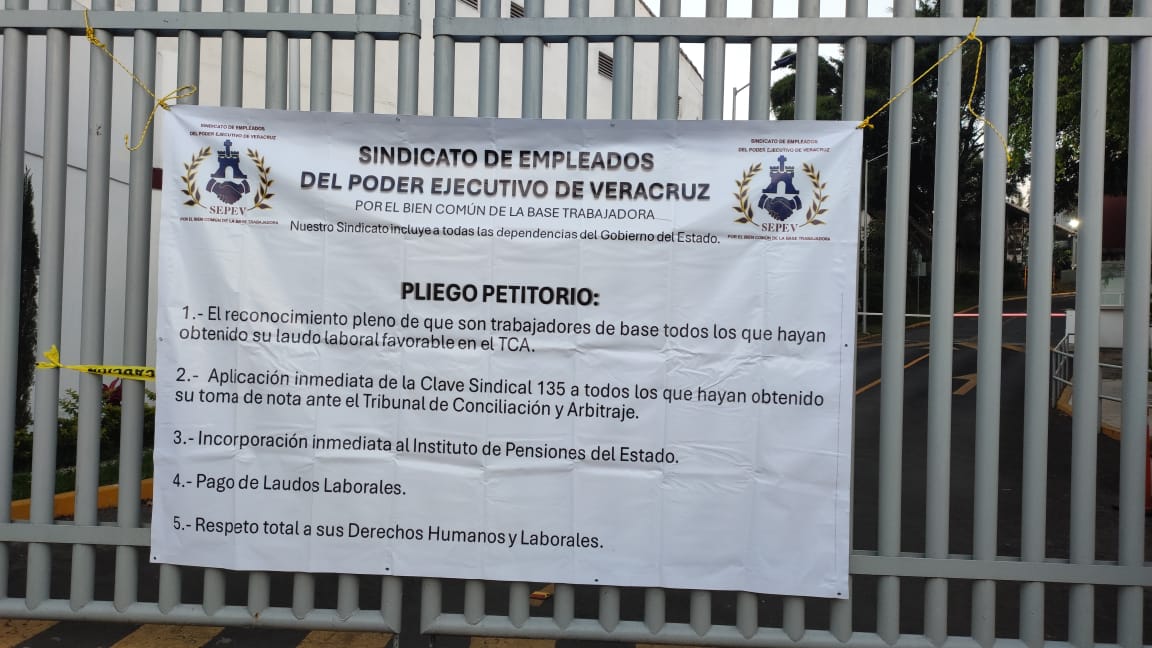 SINDICATO DE EMPLEADOS
DEL PODER EJECUTIVO DE VERACRUZ
SEPEV
POR EL BIEN COMÚN DE LA BASE TRABAJADORA
SINDICATO DE EMPLEADOS
DEL PODER EJECUTIVO DE VERACRUZ
POR EL BIEN COMÚN DE LA BASE TRABAJADORA
Nuestro Sindicato incluye a todas las dependencias del Gobierno del Estado.
SINDICATO DE EMPLEADOS
DEL PODER EJECUTIVO DE VERACRUZ
SEPEV
POR EL BIEN COMÚN DE LA BASE TRABAJADORA
PLIEGO PETITORIO:
1.- El reconocimiento pleno de que son trabajadores de base todos los que hayan
obtenido su laudo laboral favorable en el TCA.
2.- Aplicación inmediata de la Clave Sindical 135 a todos los que hayan obtenido
su toma de nota ante el Tribunal de Conciliación y Arbitraje.
3.- Incorporación inmediata al Instituto de Pensiones del Estado.
4.- Pago de Laudos Laborales.
5.- Respeto total a sus Derechos Humanos y Laborales.